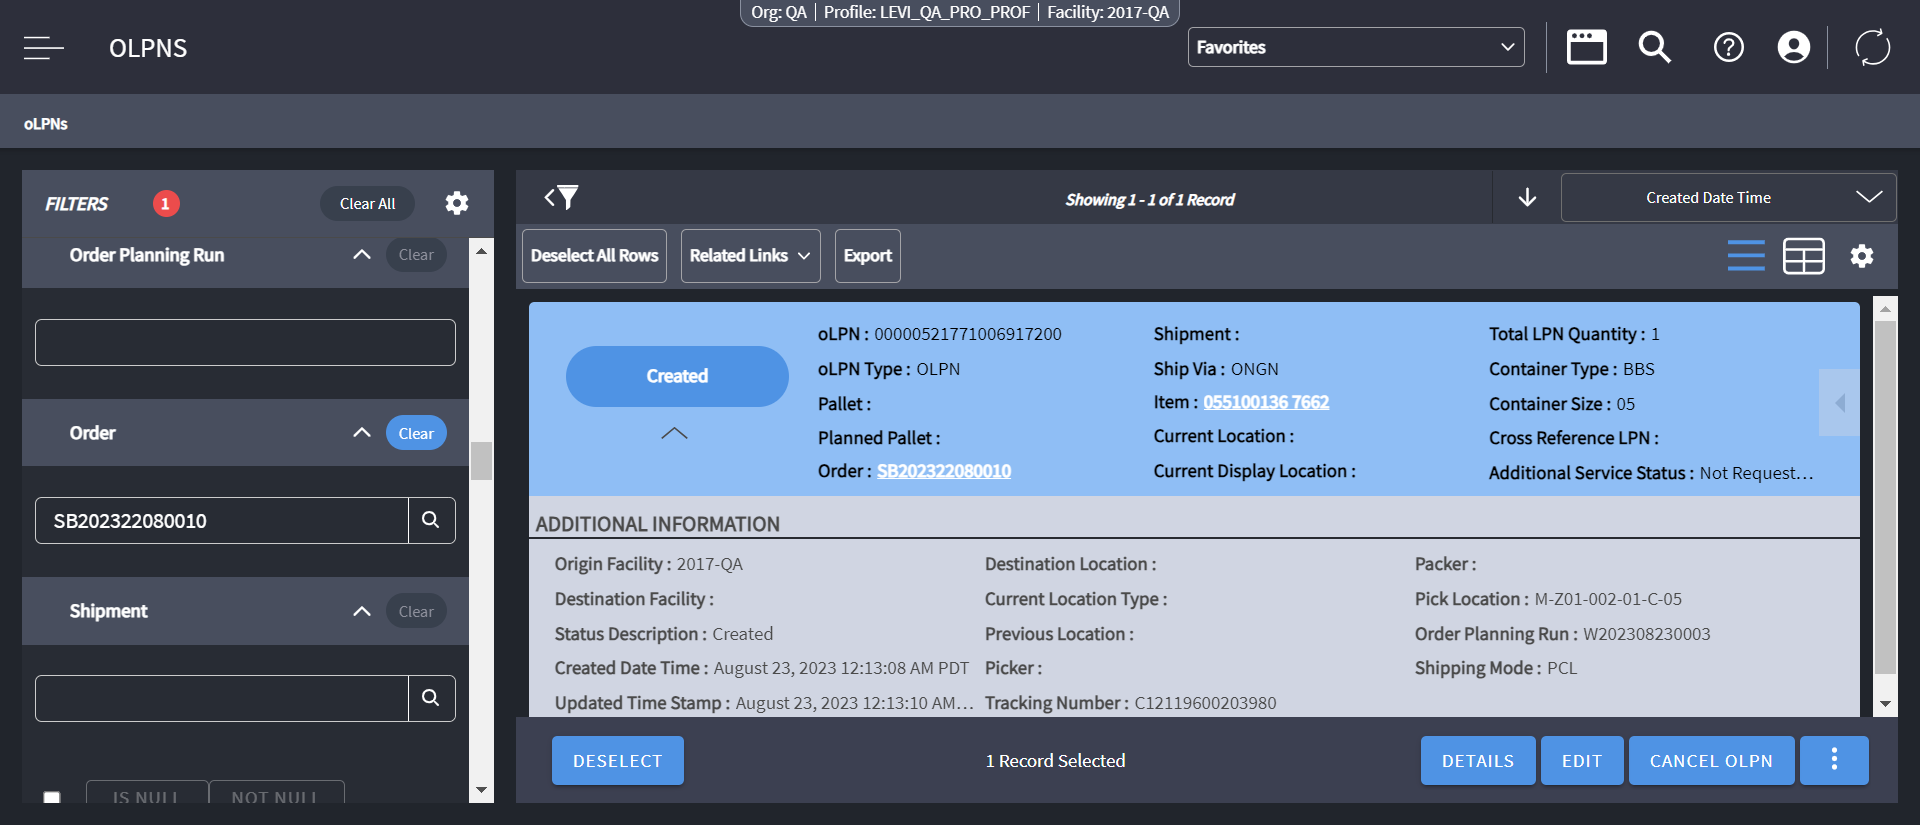 Org: QA | Profile: LEVI_QA_PRO_PROF | Facility: 2017-QA
OLPNS
Favorites
oLPNs
FILTERS 1 Clear All
Order Planning Run Clear
Order Clear
SB202322080010
Shipment Clear
IS NULL NOT NULL
Showing 1 - 1 of 1 Record
Created Date Time
Deselect All Rows Related Links Export
Created
oLPN : 00000521771006917200
oLPN Type : OLPN
Pallet :
Planned Pallet :
Order : SB202322080010
Shipment :
Ship Via : ONGN
Item : 055100136 7662
Current Location :
Current Display Location :
Total LPN Quantity : 1
Container Type : BBS
Container Size : 05
Cross Reference LPN :
Additional Service Status : Not Request...
ADDITIONAL INFORMATION
Origin Facility : 2017-QA
Destination Facility :
Status Description : Created
Created Date Time : August 23, 2023 12:13:08 AM PDT
Updated Time Stamp : August 23, 2023 12:13:10 AM...
Destination Location :
Current Location Type :
Previous Location :
Picker :
Tracking Number : C12119600203980
Packer :
Pick Location : M-Z01-002-01-C-05
Order Planning Run : W202308230003
Shipping Mode : PCL
DESELECT
1 Record Selected
DETAILS EDIT CANCEL OLPN